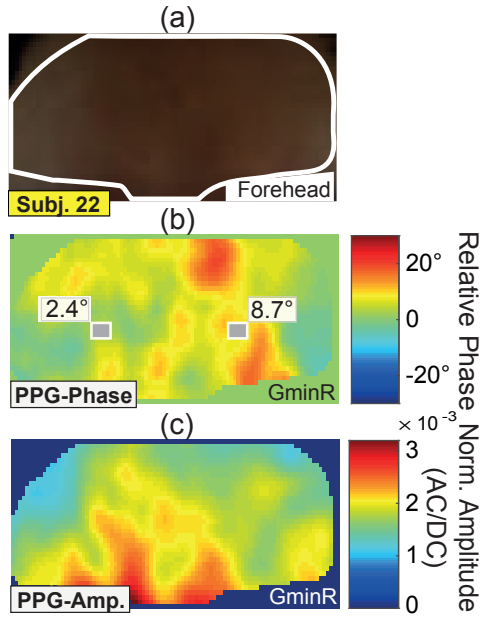 (a)
Forehead
Subj. 22
(b)
2.4°
8.7°
PPG-Phase
GminR
20°
0
-20°
Relative Phase
(c)
PPG-Amp.
GminR
× 10⁻³
3
2
1
0
Norm. Amplitude
(AC/DC)